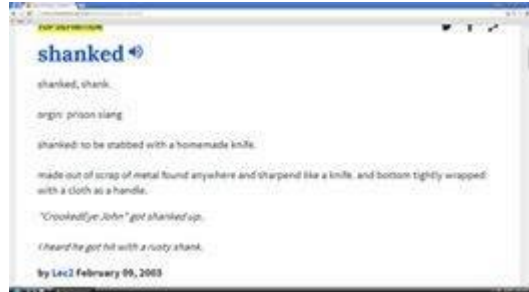 TOP DEFINITION
shanked
shanked, shank.
orgin: prison slang
shanked: to be stabbed with a homemade knife.
made out of scrap of metal found anywhere and sharpend like a knife, and bottom tightly wrapped
with a cloth as a handle.
"CrookedEye John" got shanked up.
I heard he got hit with a rusty shank.
by Lec2 February 09, 2003